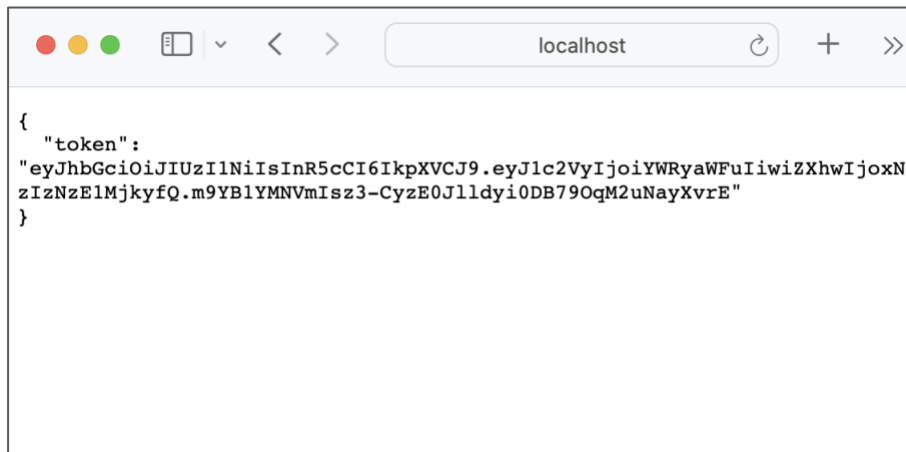 localhost
{
"token":
"eyJhbGciOiJIUzI1NiIsInR5cCI6IkpXVCJ9.eyJ1c2VyIjoiYWRyaWFuIiwiZXhwIjoxN
zIzNzE1MjkyfQ.m9YB1YMNVmIsz3-CyzE0Jlldyi0DB79OqM2uNayXvrE"
}